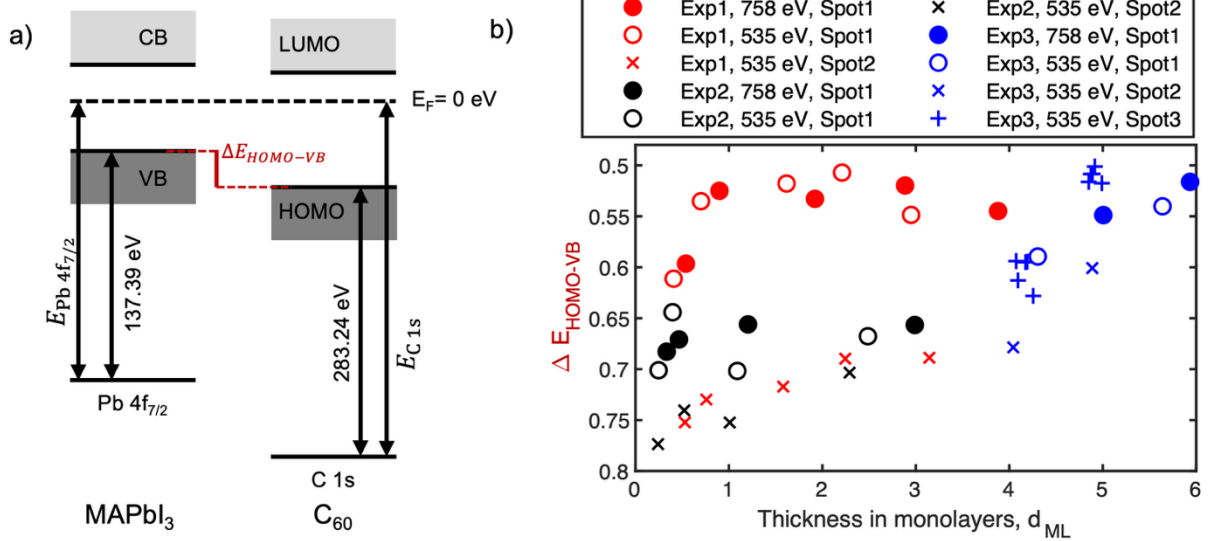 a)
CB
LUMO
E_F = 0 eV
ΔE_HOMO−VB
VB
HOMO
E_Pb 4f7/2
137.39 eV
283.24 eV
E_C 1s
Pb 4f7/2
C 1s
MAPbI3
C60
b)
Exp1, 758 eV, Spot1
Exp1, 535 eV, Spot1
Exp1, 535 eV, Spot2
Exp2, 758 eV, Spot1
Exp2, 535 eV, Spot1
Exp2, 535 eV, Spot2
Exp3, 758 eV, Spot1
Exp3, 535 eV, Spot1
Exp3, 535 eV, Spot2
Exp3, 535 eV, Spot3
Δ E_HOMO-VB
0.5
0.55
0.6
0.65
0.7
0.75
0.8
0 1 2 3 4 5 6
Thickness in monolayers, d_ML